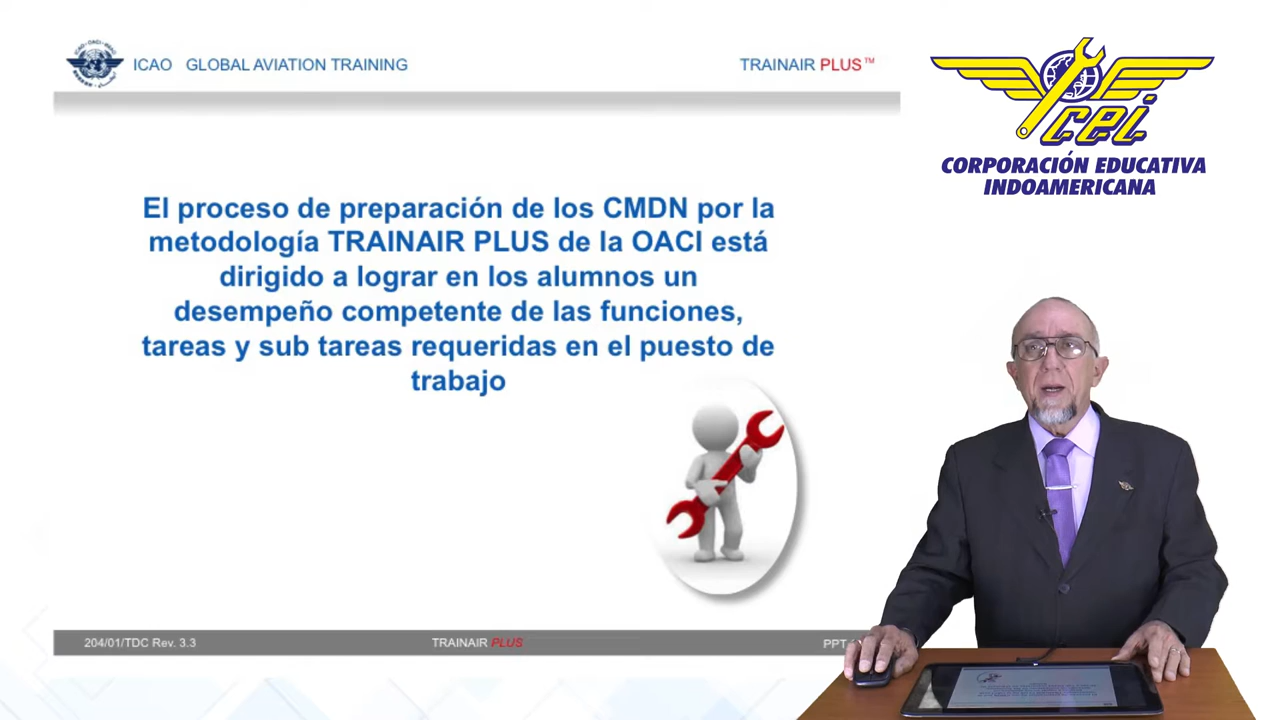 ICAO GLOBAL AVIATION TRAINING
TRAINAIR PLUS™
cei
CORPORACIÓN EDUCATIVA
INDOAMERICANA
El proceso de preparación de los CMDN por la
metodología TRAINAIR PLUS de la OACI está
dirigido a lograr en los alumnos un
desempeño competente de las funciones,
tareas y sub tareas requeridas en el puesto de
trabajo
204/01/TDC Rev. 3.3
TRAINAIR PLUS
PPT